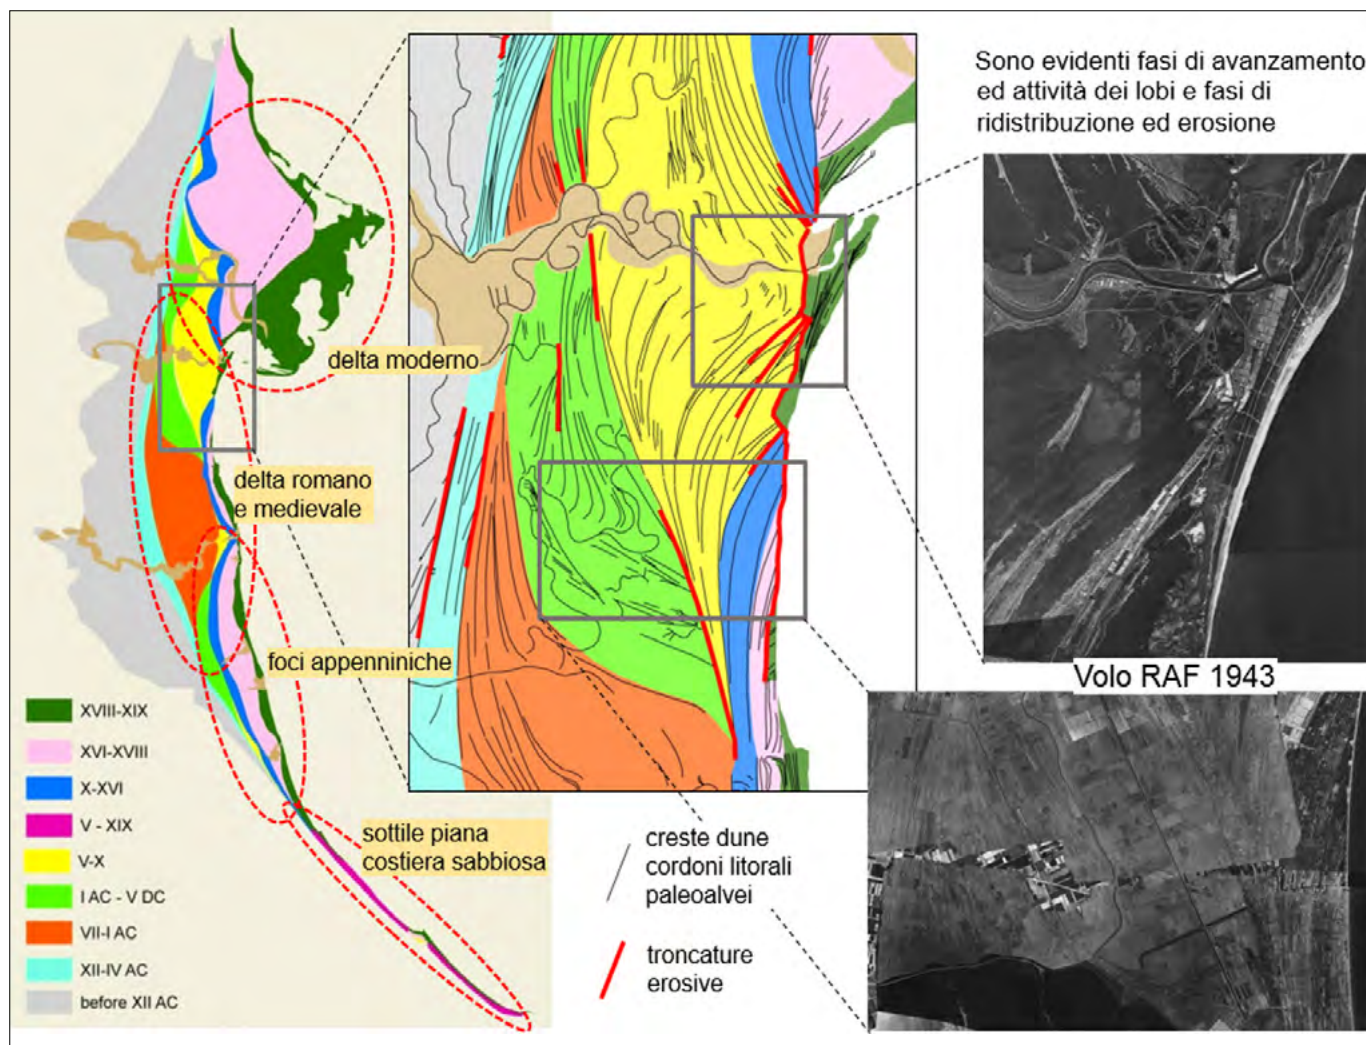 Sono evidenti fasi di avanzamento
ed attività dei lobi e fasi di
ridistribuzione ed erosione
delta moderno
delta romano
e medievale
foci appenniniche
sottile piana
costiera sabbiosa
XVIII-XIX
XVI-XVIII
X-XVI
V - XIX
V-X
I AC - V DC
VII-I AC
XII-IV AC
before XII AC
creste dune
cordoni litorali
paleoalvei
troncature
erosive
Volo RAF 1943